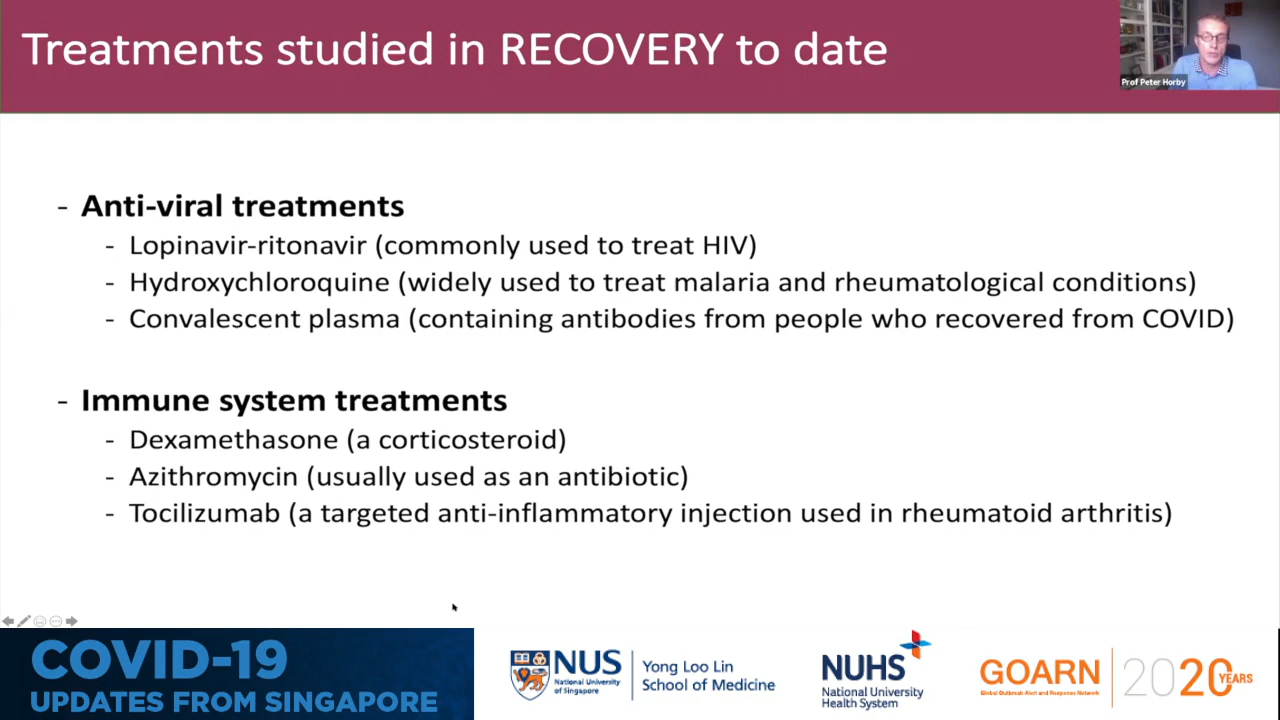 Treatments studied in RECOVERY to date
Prof Peter Horby
- Anti-viral treatments
- Lopinavir-ritonavir (commonly used to treat HIV)
- Hydroxychloroquine (widely used to treat malaria and rheumatological conditions)
- Convalescent plasma (containing antibodies from people who recovered from COVID)
- Immune system treatments
- Dexamethasone (a corticosteroid)
- Azithromycin (usually used as an antibiotic)
- Tocilizumab (a targeted anti-inflammatory injection used in rheumatoid arthritis)
COVID-19
UPDATES FROM SINGAPORE
NUS
National University
of Singapore
Yong Loo Lin
School of Medicine
NUHS
National University
Health System
GOARN
Global Outbreak Alert and Response Network
2020 YEARS